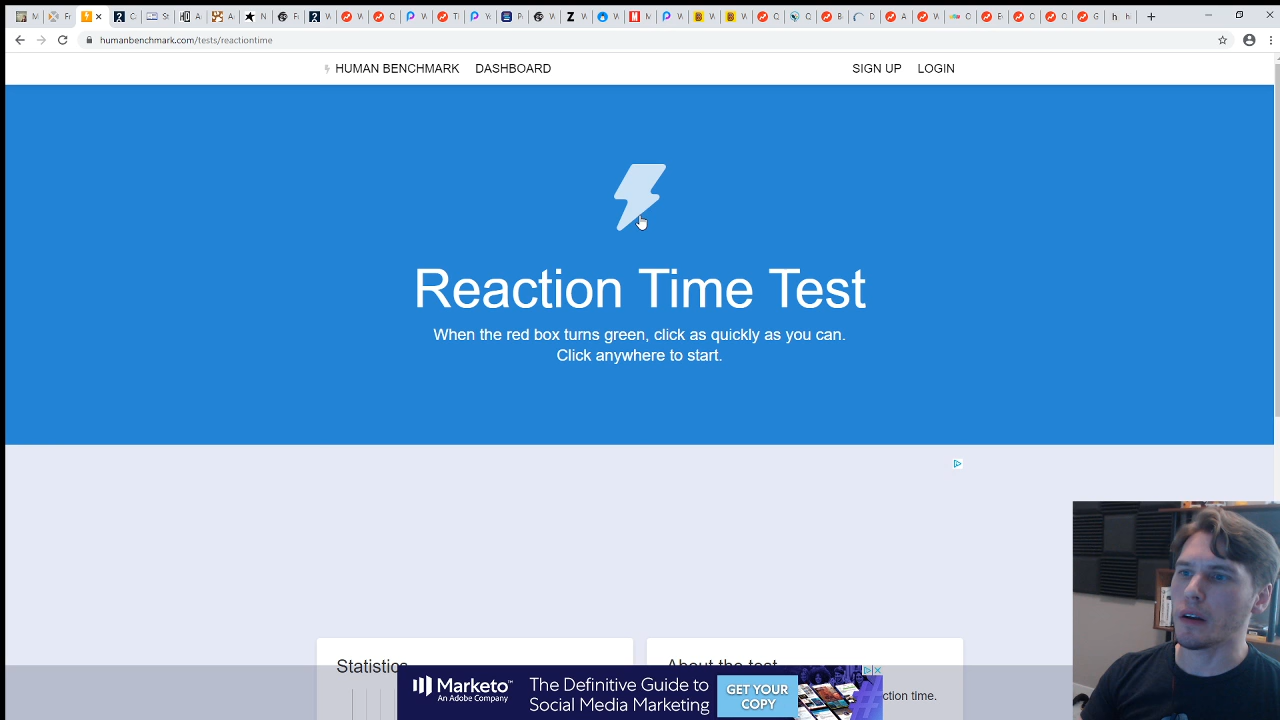 humanbenchmark.com/tests/reactiontime
HUMAN BENCHMARK DASHBOARD SIGN UP LOGIN
Reaction Time Test
When the red box turns green, click as quickly as you can.
Click anywhere to start.
Statistics
About the test
Marketo™
An Adobe Company
The Definitive Guide to
Social Media Marketing
GET YOUR
COPY
ction time.